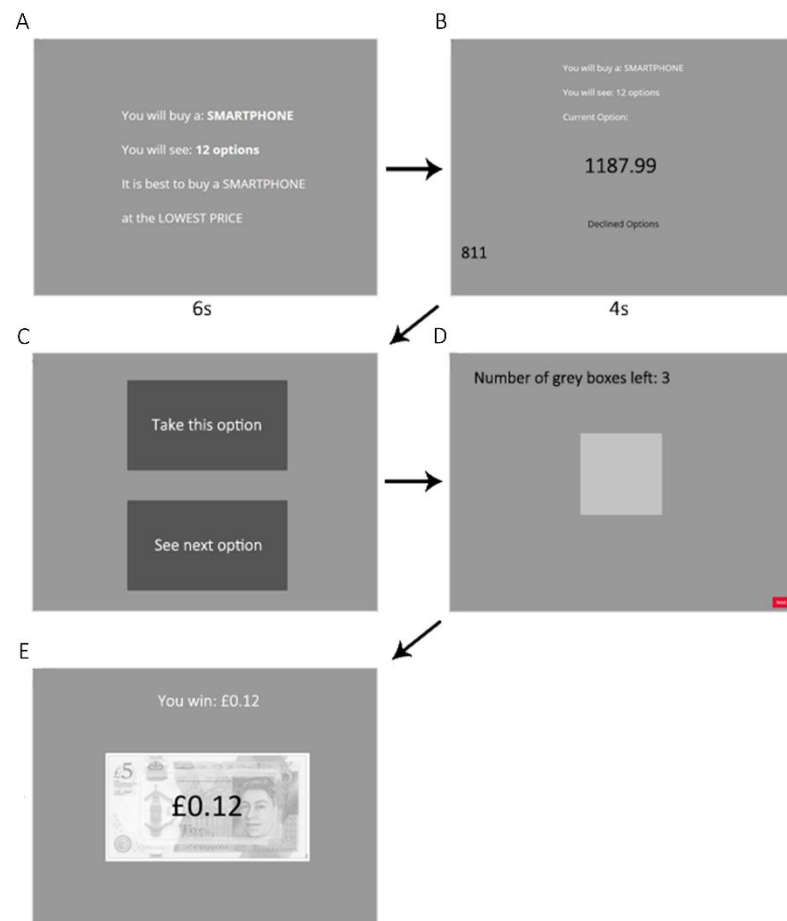 A
You will buy a: SMARTPHONE
You will see: 12 options
It is best to buy a SMARTPHONE
at the LOWEST PRICE
6s
B
You will buy a: SMARTPHONE
You will see: 12 options
Current Option:
1187.99
Declined Options
811
4s
C
Take this option
See next option
D
Number of grey boxes left: 3
E
You win: £0.12
£5
£0.12